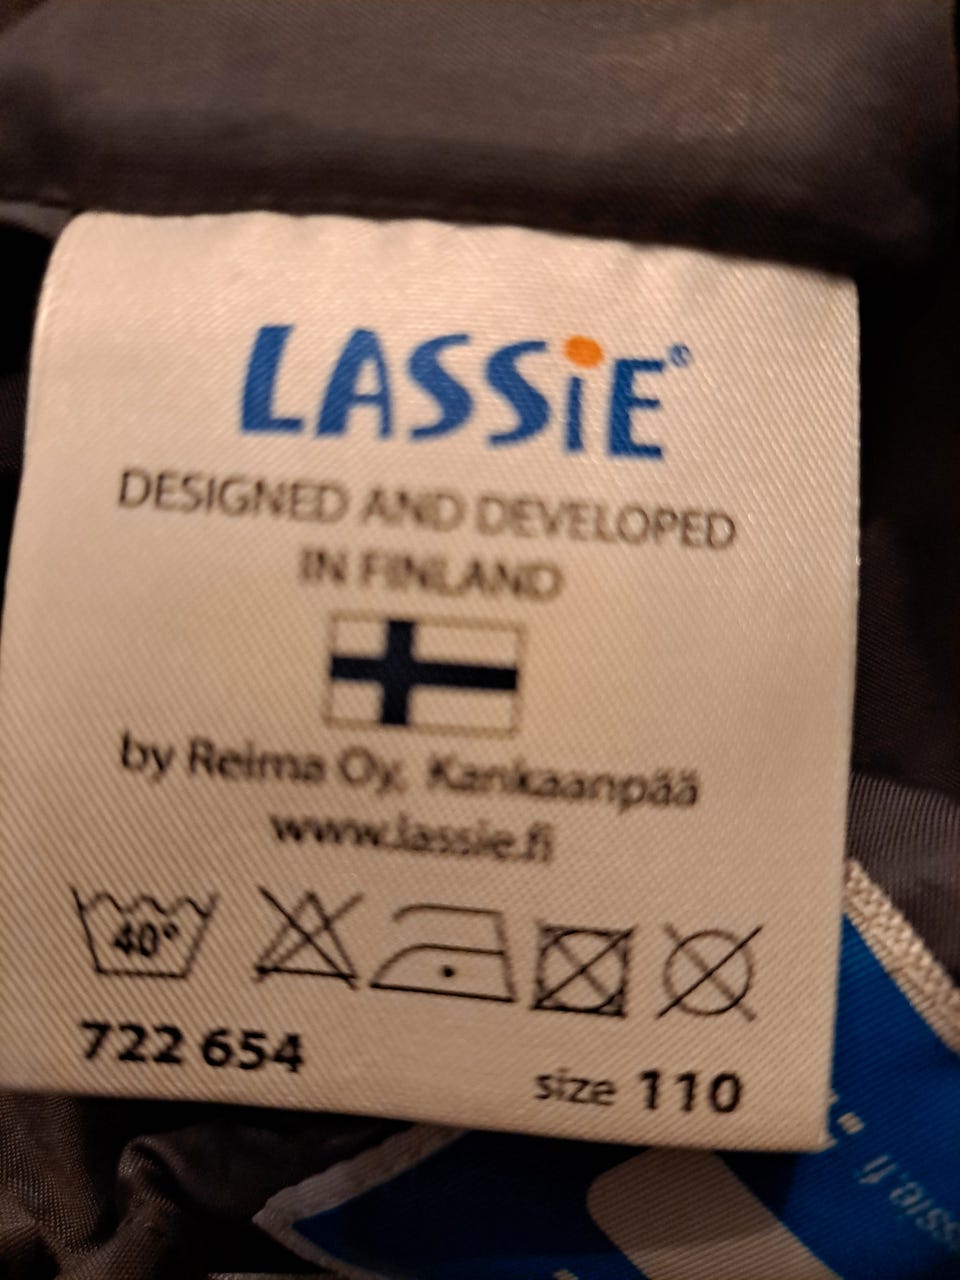 LASSiE®
DESIGNED AND DEVELOPED
IN FINLAND
by Reima Oy, Kankaanpää
www.lassie.fi
40°
722 654
size 110